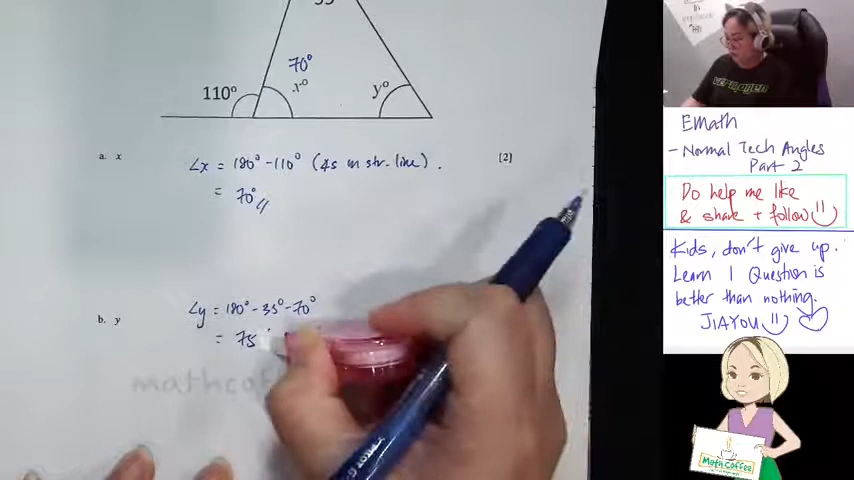 70°
x°
110°
y°
a. x
∠x = 180° - 110° (∠s on str. line).
[2]
= 70°
b. y
∠y = 180° - 35° - 70°
= 75
mathcof
vermagen
EMath
- Normal Tech Angles
Part 2
Do help me like
& share + follow
Kids, don't give up.
Learn 1 Question is
better than nothing.
JIAYOU
Math Coffee